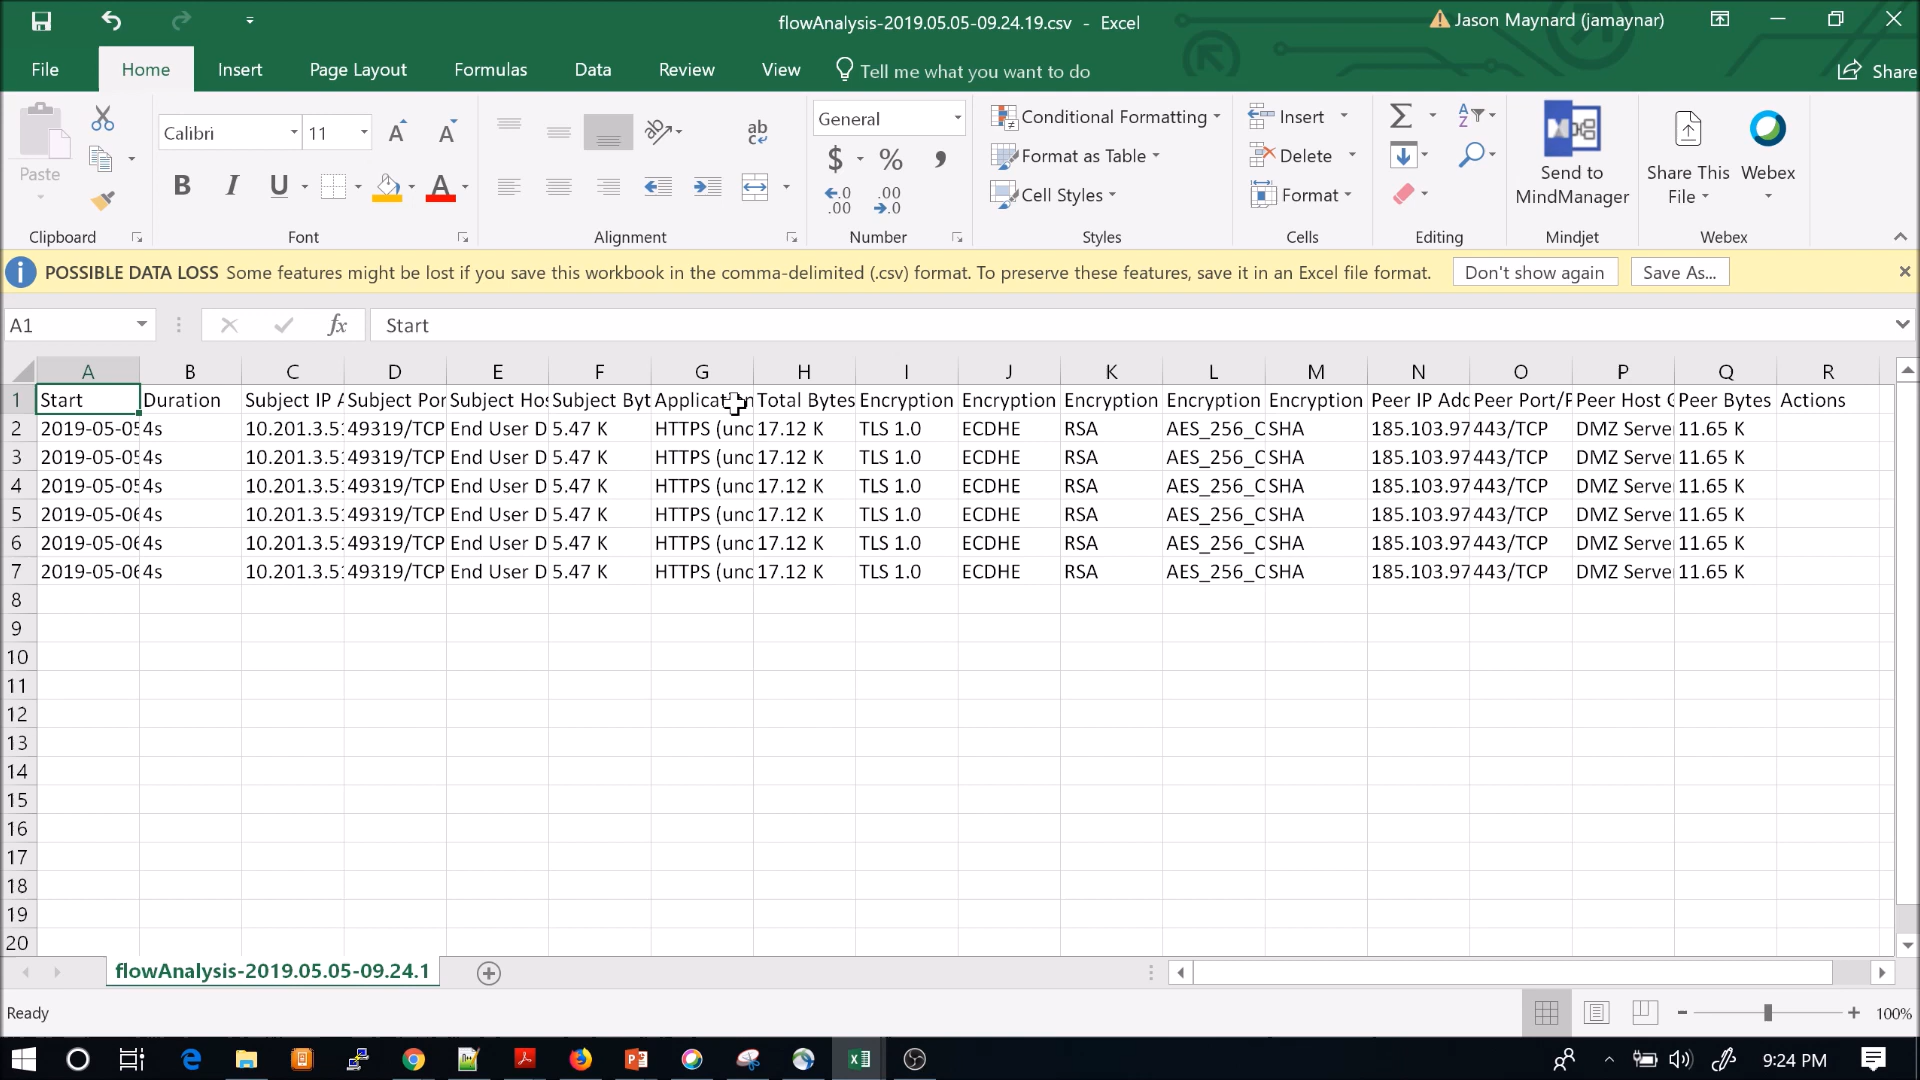 flowAnalysis-2019.05.05-09.24.19.csv - Excel
Jason Maynard (jamaynar)
File Home Insert Page Layout Formulas Data Review View Tell me what you want to do Share
Calibri 11 A A ab General Conditional Formatting Insert Σ
Paste Format as Table Delete
B I U A $ % , Cell Styles Format
Send to MindManager
Share This File
Webex
Clipboard Font Alignment Number Styles Cells Editing Mindjet Webex
POSSIBLE DATA LOSS Some features might be lost if you save this workbook in the comma-delimited (.csv) format. To preserve these features, save it in an Excel file format. Don't show again Save As...
A1 fx Start
A B C D E F G H I J K L M N O P Q R
1 Start Duration Subject IP A Subject Por Subject Hos Subject Byt Applicat Total Bytes Encryption Encryption Encryption Encryption Encryption Peer IP Add Peer Port/P Peer Host G Peer Bytes Actions
2 2019-05-05 4s 10.201.3.51 49319/TCP End User D 5.47 K HTTPS (unc 17.12 K TLS 1.0 ECDHE RSA AES_256_C SHA 185.103.97 443/TCP DMZ Serve 11.65 K
3 2019-05-05 4s 10.201.3.51 49319/TCP End User D 5.47 K HTTPS (unc 17.12 K TLS 1.0 ECDHE RSA AES_256_C SHA 185.103.97 443/TCP DMZ Serve 11.65 K
4 2019-05-05 4s 10.201.3.51 49319/TCP End User D 5.47 K HTTPS (unc 17.12 K TLS 1.0 ECDHE RSA AES_256_C SHA 185.103.97 443/TCP DMZ Serve 11.65 K
5 2019-05-06 4s 10.201.3.51 49319/TCP End User D 5.47 K HTTPS (unc 17.12 K TLS 1.0 ECDHE RSA AES_256_C SHA 185.103.97 443/TCP DMZ Serve 11.65 K
6 2019-05-06 4s 10.201.3.51 49319/TCP End User D 5.47 K HTTPS (unc 17.12 K TLS 1.0 ECDHE RSA AES_256_C SHA 185.103.97 443/TCP DMZ Serve 11.65 K
7 2019-05-06 4s 10.201.3.51 49319/TCP End User D 5.47 K HTTPS (unc 17.12 K TLS 1.0 ECDHE RSA AES_256_C SHA 185.103.97 443/TCP DMZ Serve 11.65 K
8
9
10
11
12
13
14
15
16
17
18
19
20
flowAnalysis-2019.05.05-09.24.1
Ready
100%
9:24 PM